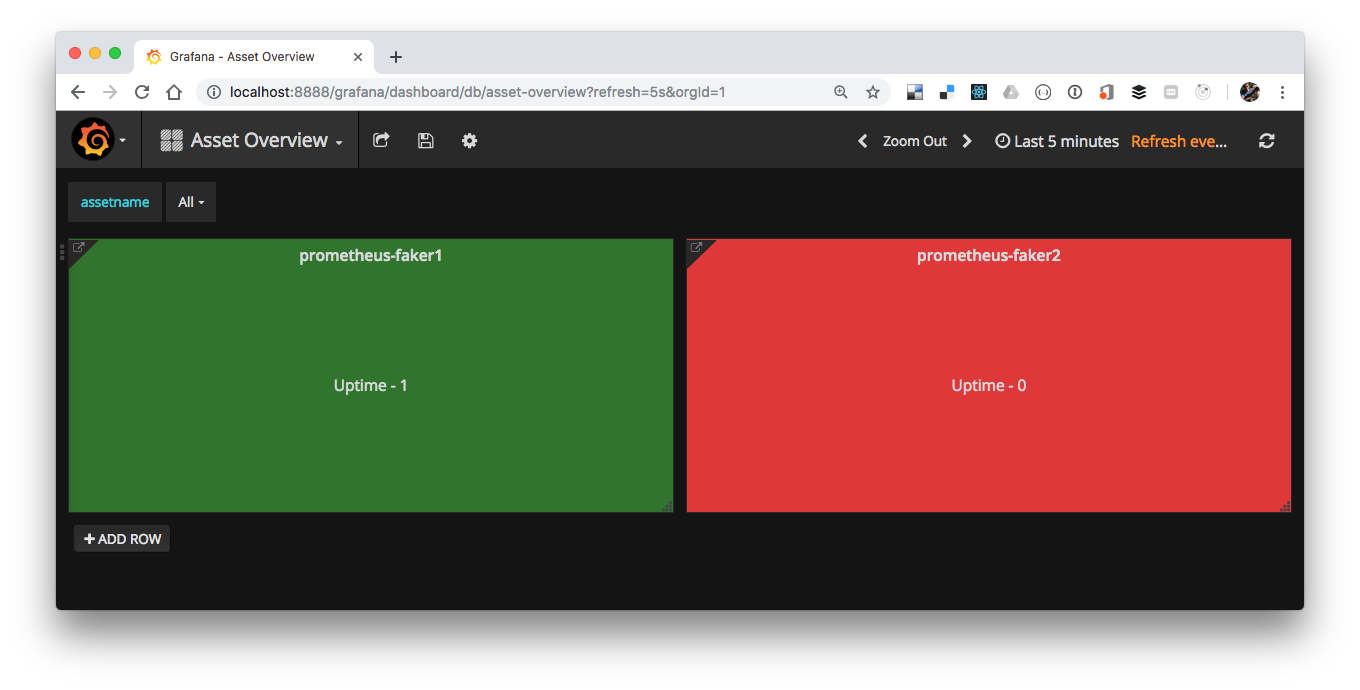 Grafana - Asset Overview
localhost:8888/grafana/dashboard/db/asset-overview?refresh=5s&orgId=1
Asset Overview
Zoom Out
Last 5 minutes
Refresh eve...
assetname
All
prometheus-faker1
prometheus-faker2
Uptime - 1
Uptime - 0
ADD ROW